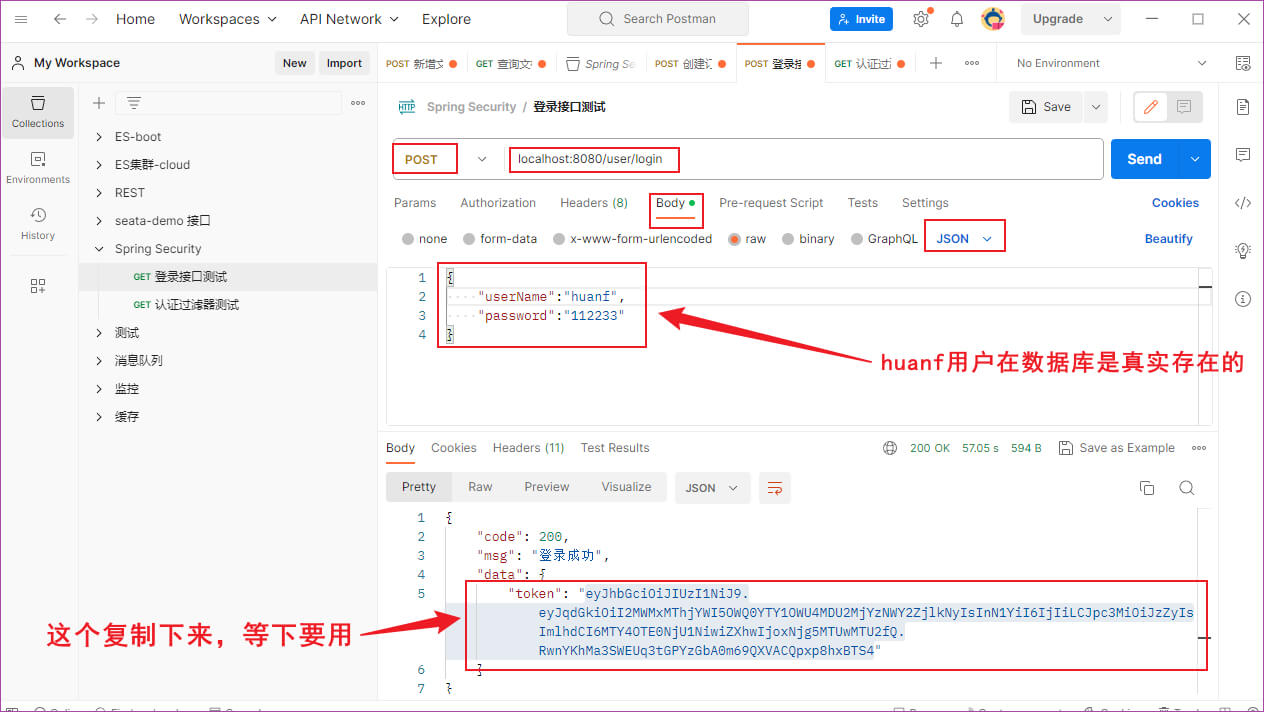 Home Workspaces API Network Explore Search Postman Invite Upgrade
My Workspace New Import POST 新增文 GET 查询文 Spring Se POST 创建订 POST 登录接 GET 认证过滤 No Environment
Collections
Environments
History
ES-boot
ES集群-cloud
REST
seata-demo 接口
Spring Security
GET 登录接口测试
GET 认证过滤器测试
测试
消息队列
监控
缓存
HTTP Spring Security / 登录接口测试 Save
POST localhost:8080/user/login Send
Params Authorization Headers (8) Body Pre-request Script Tests Settings Cookies
none form-data x-www-form-urlencoded raw binary GraphQL JSON Beautify
1 {
2 "userName":"huanf",
3 "password":"112233"
4 }
huanf用户在数据库是真实存在的
Body Cookies Headers (11) Test Results 200 OK 57.05 s 594 B Save as Example
Pretty Raw Preview Visualize JSON
1 {
2 "code": 200,
3 "msg": "登录成功",
4 "data": {
5 "token": "eyJhbGciOiJIUzI1NiJ9.
eyJqdGkiOiI2MWMxMThjYWI5OWQ0YTY1OWU4MDU2MjYzNWY2ZjlkNyIsInN1YiI6IjIiLCJpc3MiOiJzZyIs
ImlhdCI6MTY4OTE0NjU1NiwiZXhwIjoxNjg5MTUwMTU2fQ.
RwnYKhMa3SWEUq3tGPYzGbA0m69QXVACQpxp8hxBTS4"
6 }
7 }
这个复制下来，等下要用